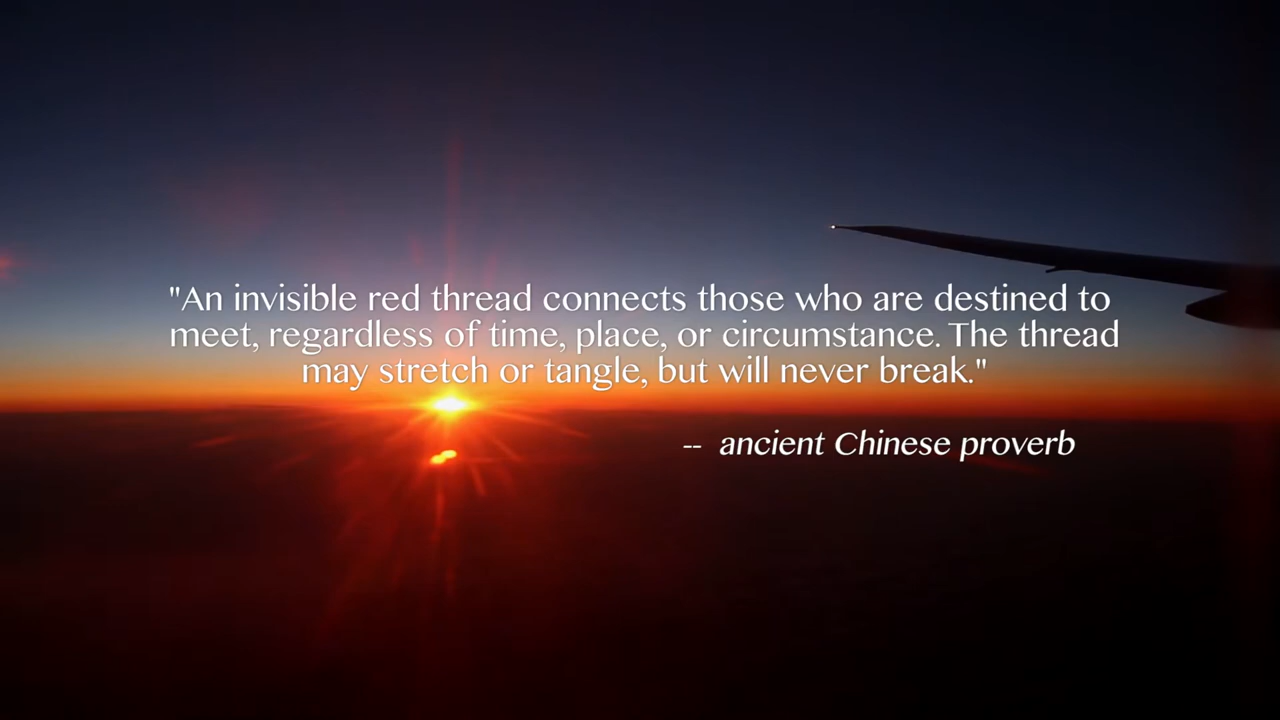 "An invisible red thread connects those who are destined to
meet, regardless of time, place, or circumstance. The thread
may stretch or tangle, but will never break."
-- ancient Chinese proverb